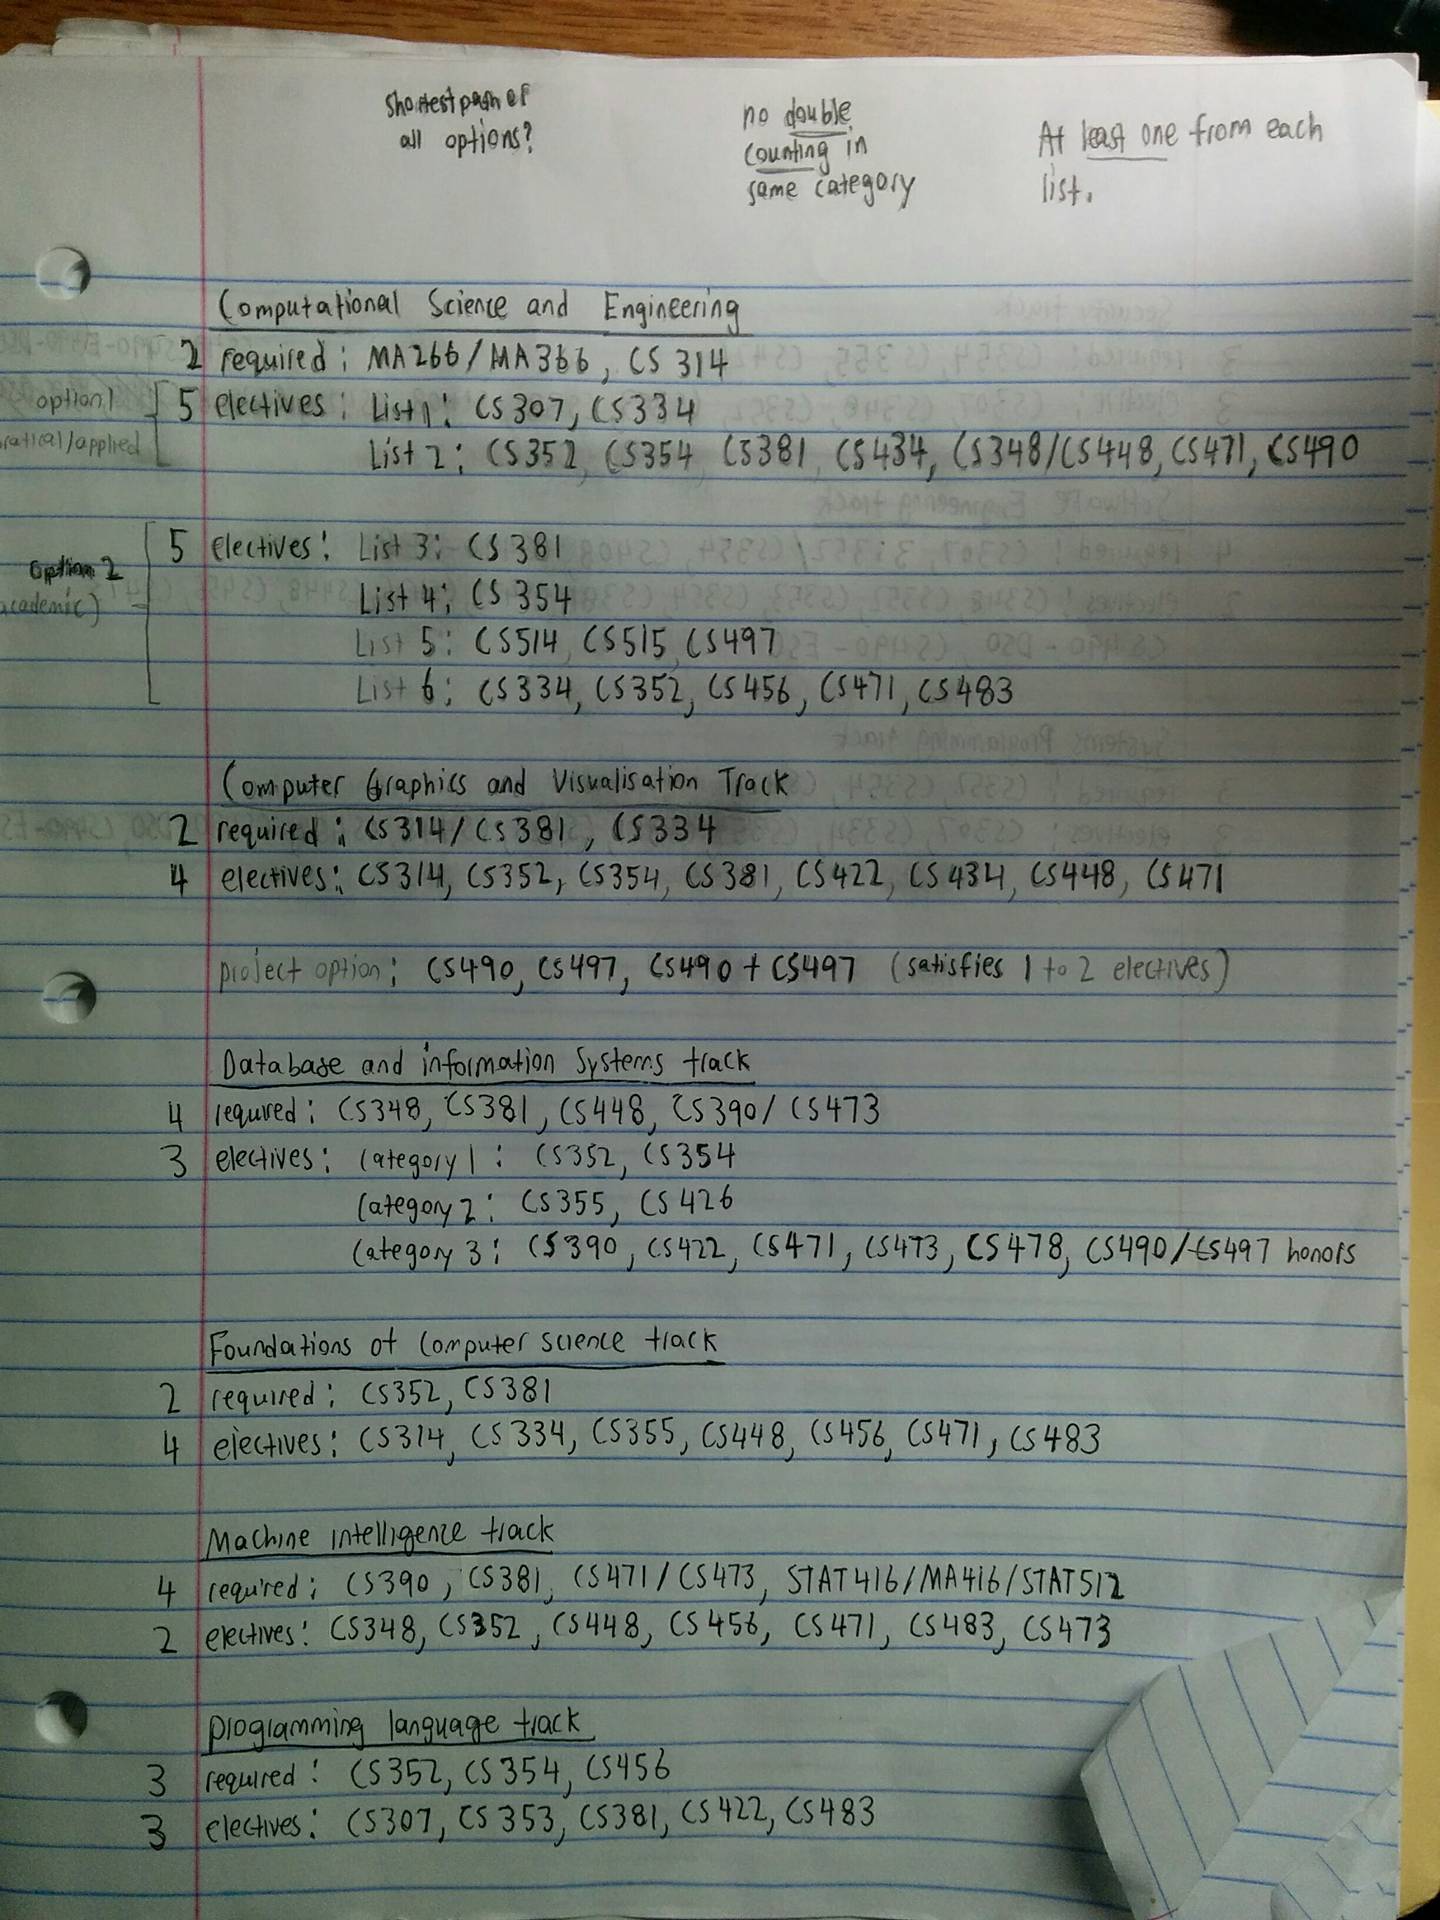 shortest path of
all options?
no double
counting in
same category
At least one from each
list.
Computational Science and Engineering
2 required: MA266/MA366, CS 314
option 1 5 electives: List 1: CS307, CS334
ratical/applied List 2: CS352, CS354 CS381, CS434, CS348/CS448, CS471, CS490
5 electives: List 3: CS381
option 2 List 4: CS354
academic) List 5: CS514, CS515, CS497
List 6: CS334, CS352, CS456, CS471, CS483
Computer Graphics and Visualisation Track
2 required: CS314/CS381, CS334
4 electives: CS314, CS352, CS354, CS381, CS422, CS434, CS448, CS471
project option: CS490, CS497, CS490 + CS497 (satisfies 1 to 2 electives)
Database and information Systems track
4 required: CS348, CS381, CS448, CS390/CS473
3 electives: Category 1: CS352, CS354
Category 2: CS355, CS426
Category 3: CS390, CS422, CS471, CS473, CS478, CS490/CS497 honors
Foundations of Computer science track
2 required: CS352, CS381
4 electives: CS314, CS334, CS355, CS448, CS456, CS471, CS483
Machine intelligence track
4 required: CS390, CS381, CS471/CS473, STAT416/MA416/STAT512
2 electives: CS348, CS352, CS448, CS456, CS471, CS483, CS473
programming language track
3 required: CS352, CS354, CS456
3 electives: CS307, CS353, CS381, CS422, CS483